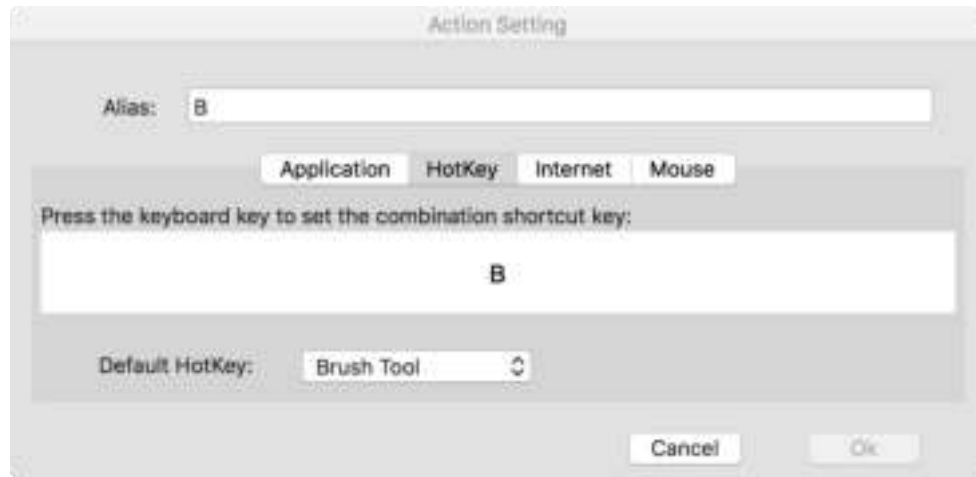 Action Setting
Alias: B
Application HotKey Internet Mouse
Press the keyboard key to set the combination shortcut key:
B
Default HotKey: Brush Tool
Cancel Ok